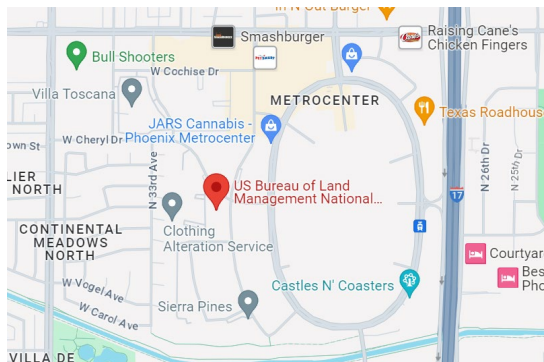 In N Out Burger
Smashburger
Raising Cane's
Chicken Fingers
Bull Shooters
PetSmart
W Cochise Dr
Villa Toscana
METROCENTER
Texas Roadhous
JARS Cannabis -
Phoenix Metrocenter
W Cheryl Dr
own St
N 26th Dr
N 25th Dr
LIER
NORTH
N 33rd Ave
US Bureau of Land
Management National...
17
Clothing
Alteration Service
CONTINENTAL
MEADOWS
NORTH
Courtyar
Bes
Pho
Castles N' Coasters
W Vogel Ave
W Carol Ave
Sierra Pines
VILLA DE